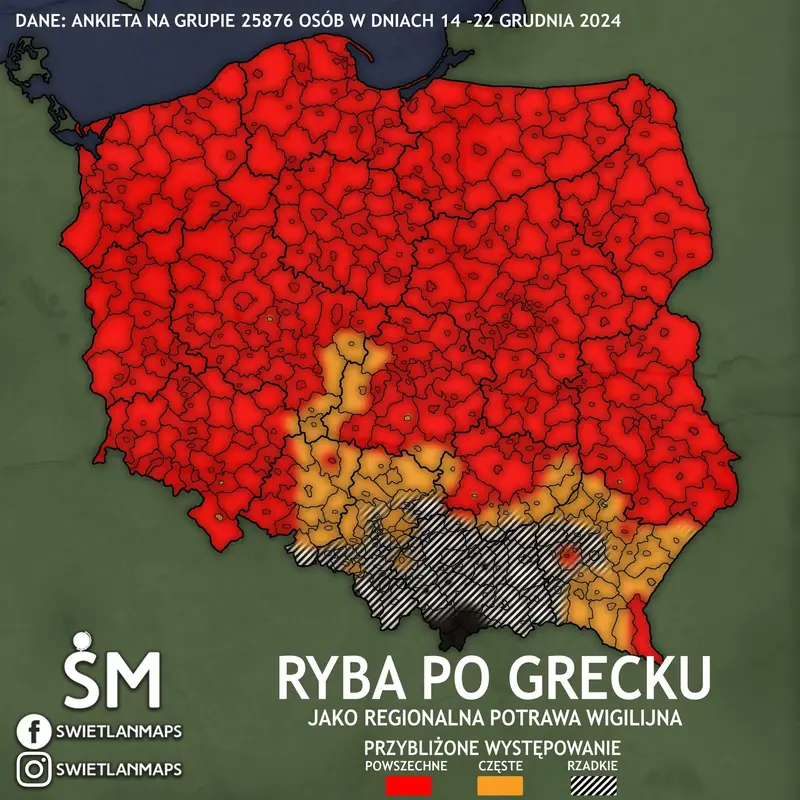 DANE: ANKIETA NA GRUPIE 25876 OSÓB W DNIACH 14 -22 GRUDNIA 2024
ŚM
SWIETLANMAPS
SWIETLANMAPS
RYBA PO GRECKU
JAKO REGIONALNA POTRAWA WIGILIJNA
PRZYBLIŻONE WYSTĘPOWANIE
POWSZECHNE CZĘSTE RZADKIE